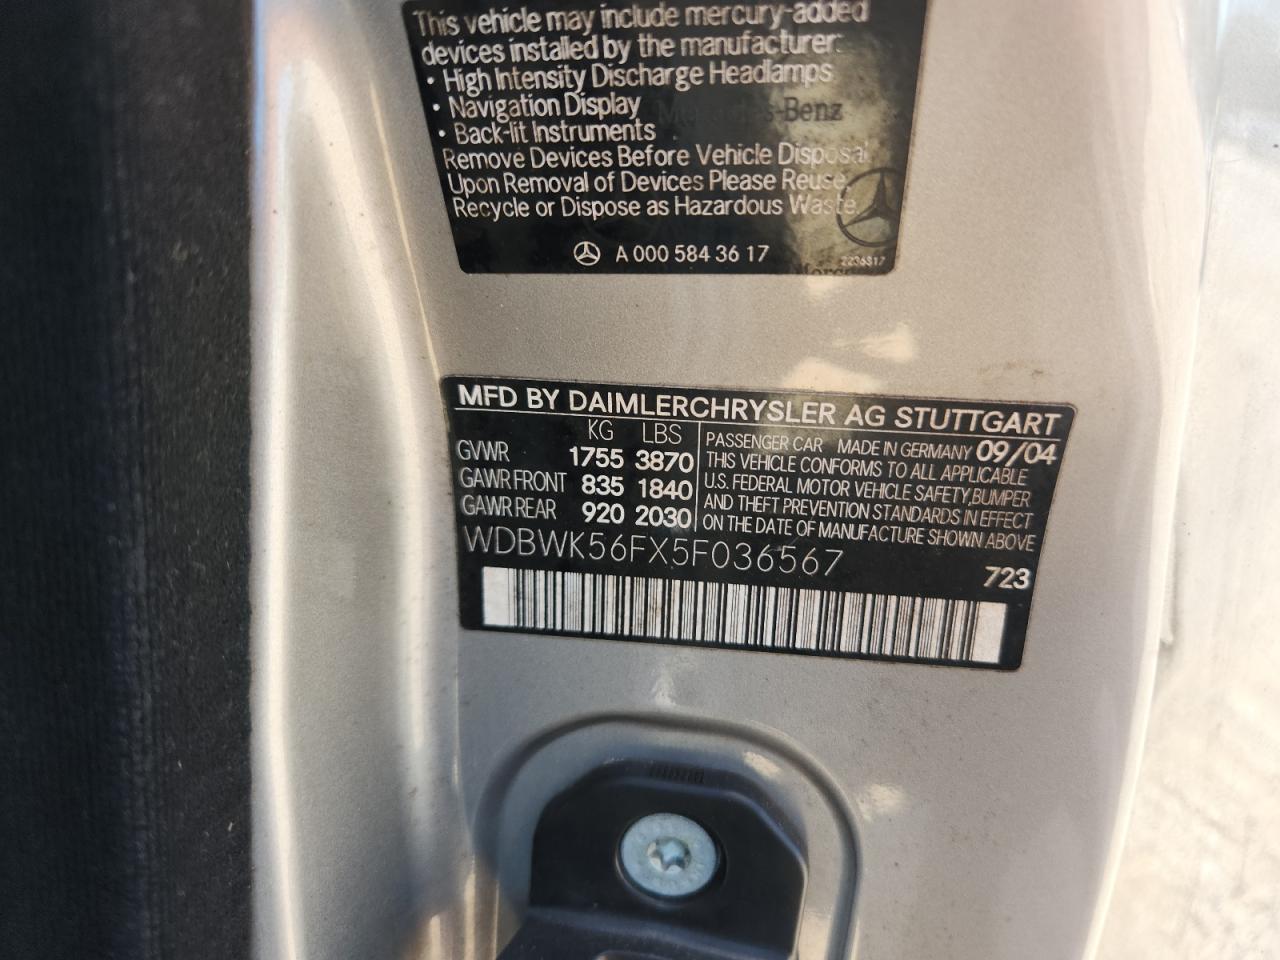 This vehicle may include mercury-added
devices installed by the manufacturer:
• High Intensity Discharge Headlamps
• Navigation Display
• Back-lit Instruments
Remove Devices Before Vehicle Disposal
Upon Removal of Devices Please Reuse,
Recycle or Dispose as Hazardous Waste.
A 000 584 36 17
MFD BY DAIMLERCHRYSLER AG STUTTGART
KG LBS
GVWR 1755 3870
GAWR FRONT 835 1840
GAWR REAR 920 2030
PASSENGER CAR MADE IN GERMANY 09/04
THIS VEHICLE CONFORMS TO ALL APPLICABLE
U.S. FEDERAL MOTOR VEHICLE SAFETY BUMPER
AND THEFT PREVENTION STANDARDS IN EFFECT
ON THE DATE OF MANUFACTURE SHOWN ABOVE
WDBWK56FX5F036567
723